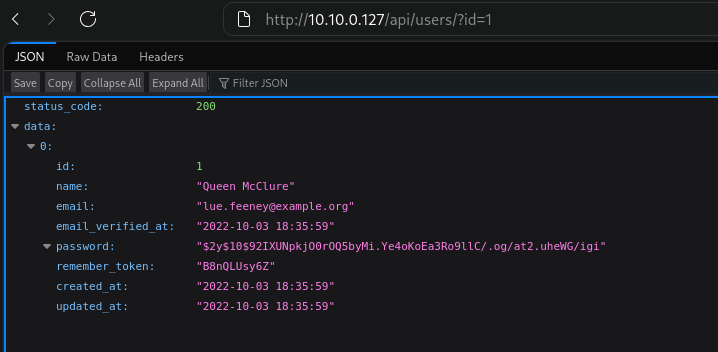 http://10.10.0.127/api/users/?id=1
JSON Raw Data Headers
Save Copy Collapse All Expand All Filter JSON
status_code: 200
data:
0:
id: 1
name: "Queen McClure"
email: "lue.feeney@example.org"
email_verified_at: "2022-10-03 18:35:59"
password: "$2y$10$92IXUNpkjO0rOQ5byMi.Ye4oKoEa3Ro9llC/.og/at2.uheWG/igi"
remember_token: "B8nQLUsy6Z"
created_at: "2022-10-03 18:35:59"
updated_at: "2022-10-03 18:35:59"